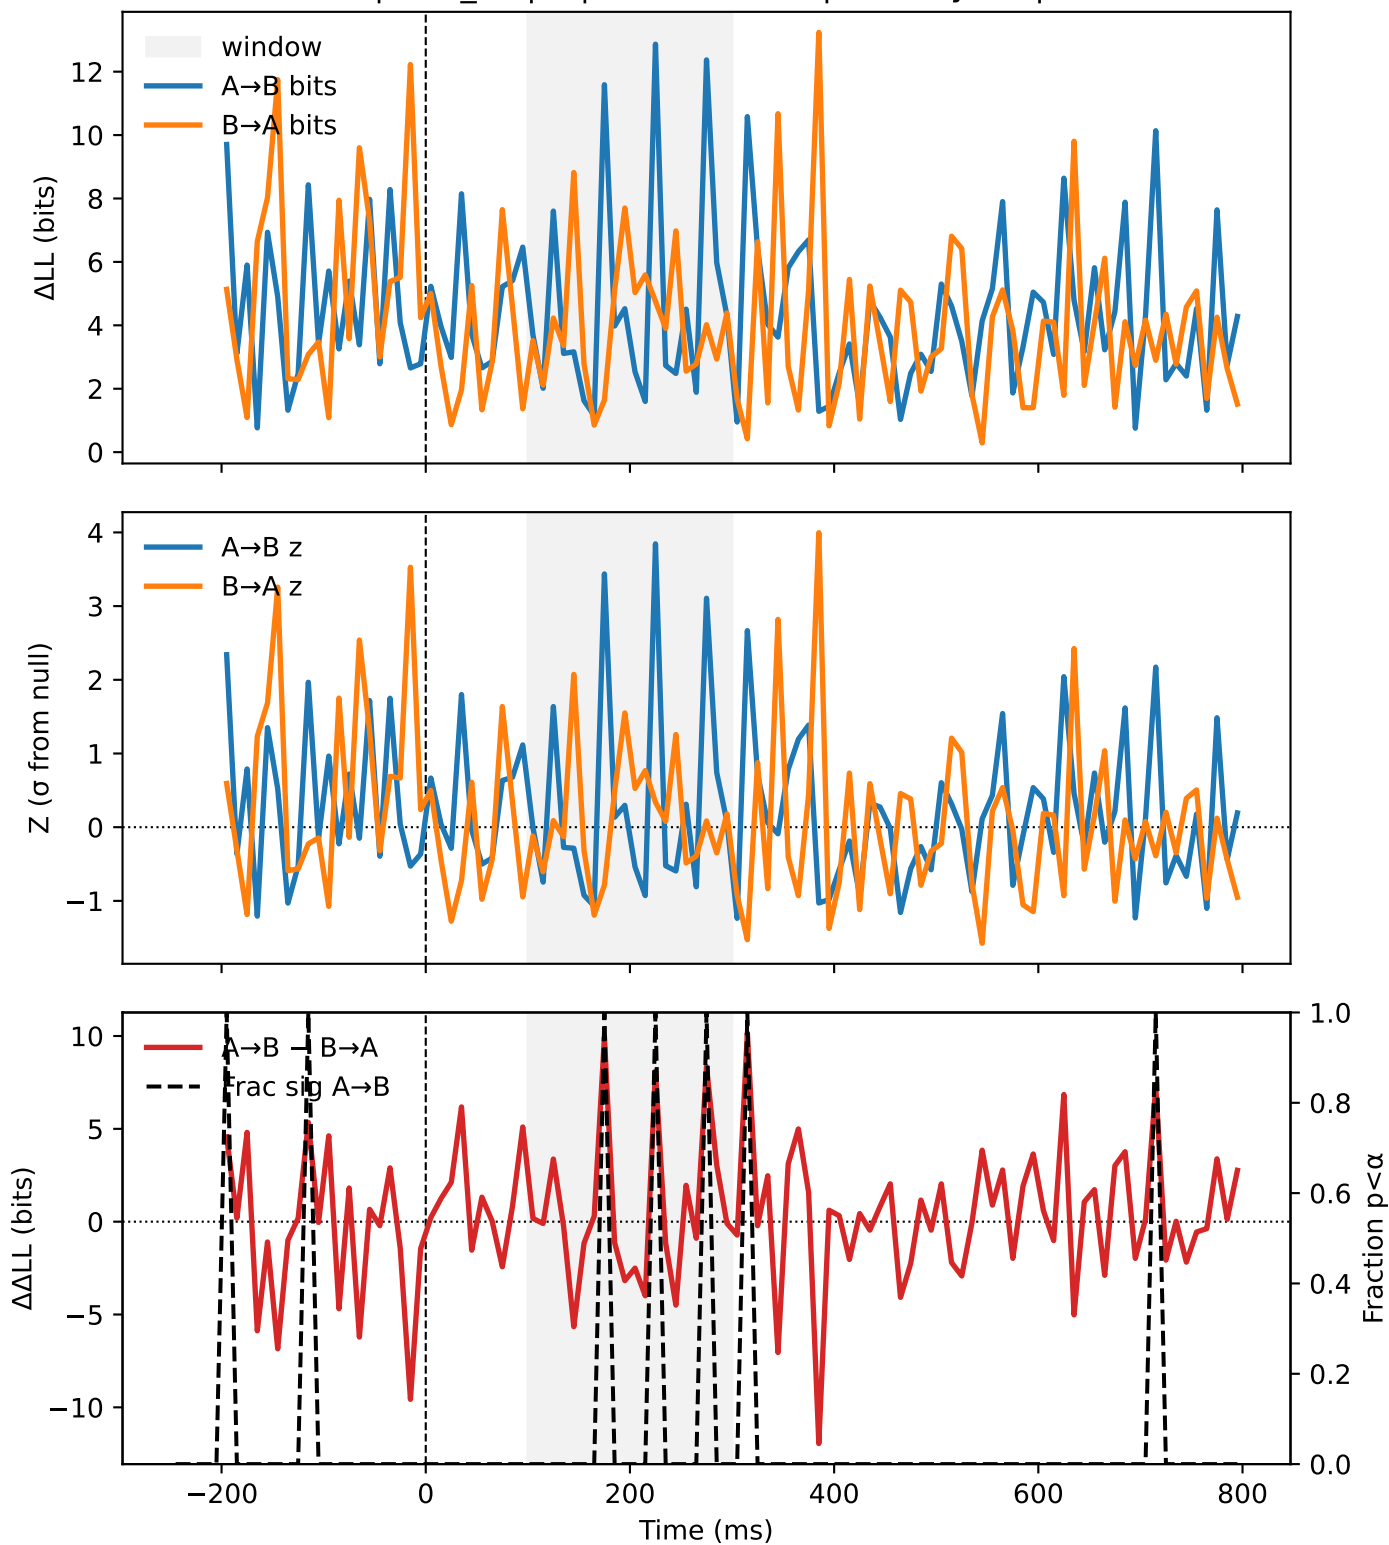 window
A→B bits
B→A bits
ΔLL (bits)
12
10
8
6
4
2
0
A→B z
B→A z
Z (σ from null)
4
3
2
1
0
−1
A→B − B→A
Frac sig A→B
ΔΔLL (bits)
10
5
0
−5
−10
1.0
0.8
0.6
0.4
0.2
0.0
Fraction p<α
−200
0
200
400
600
800
Time (ms)